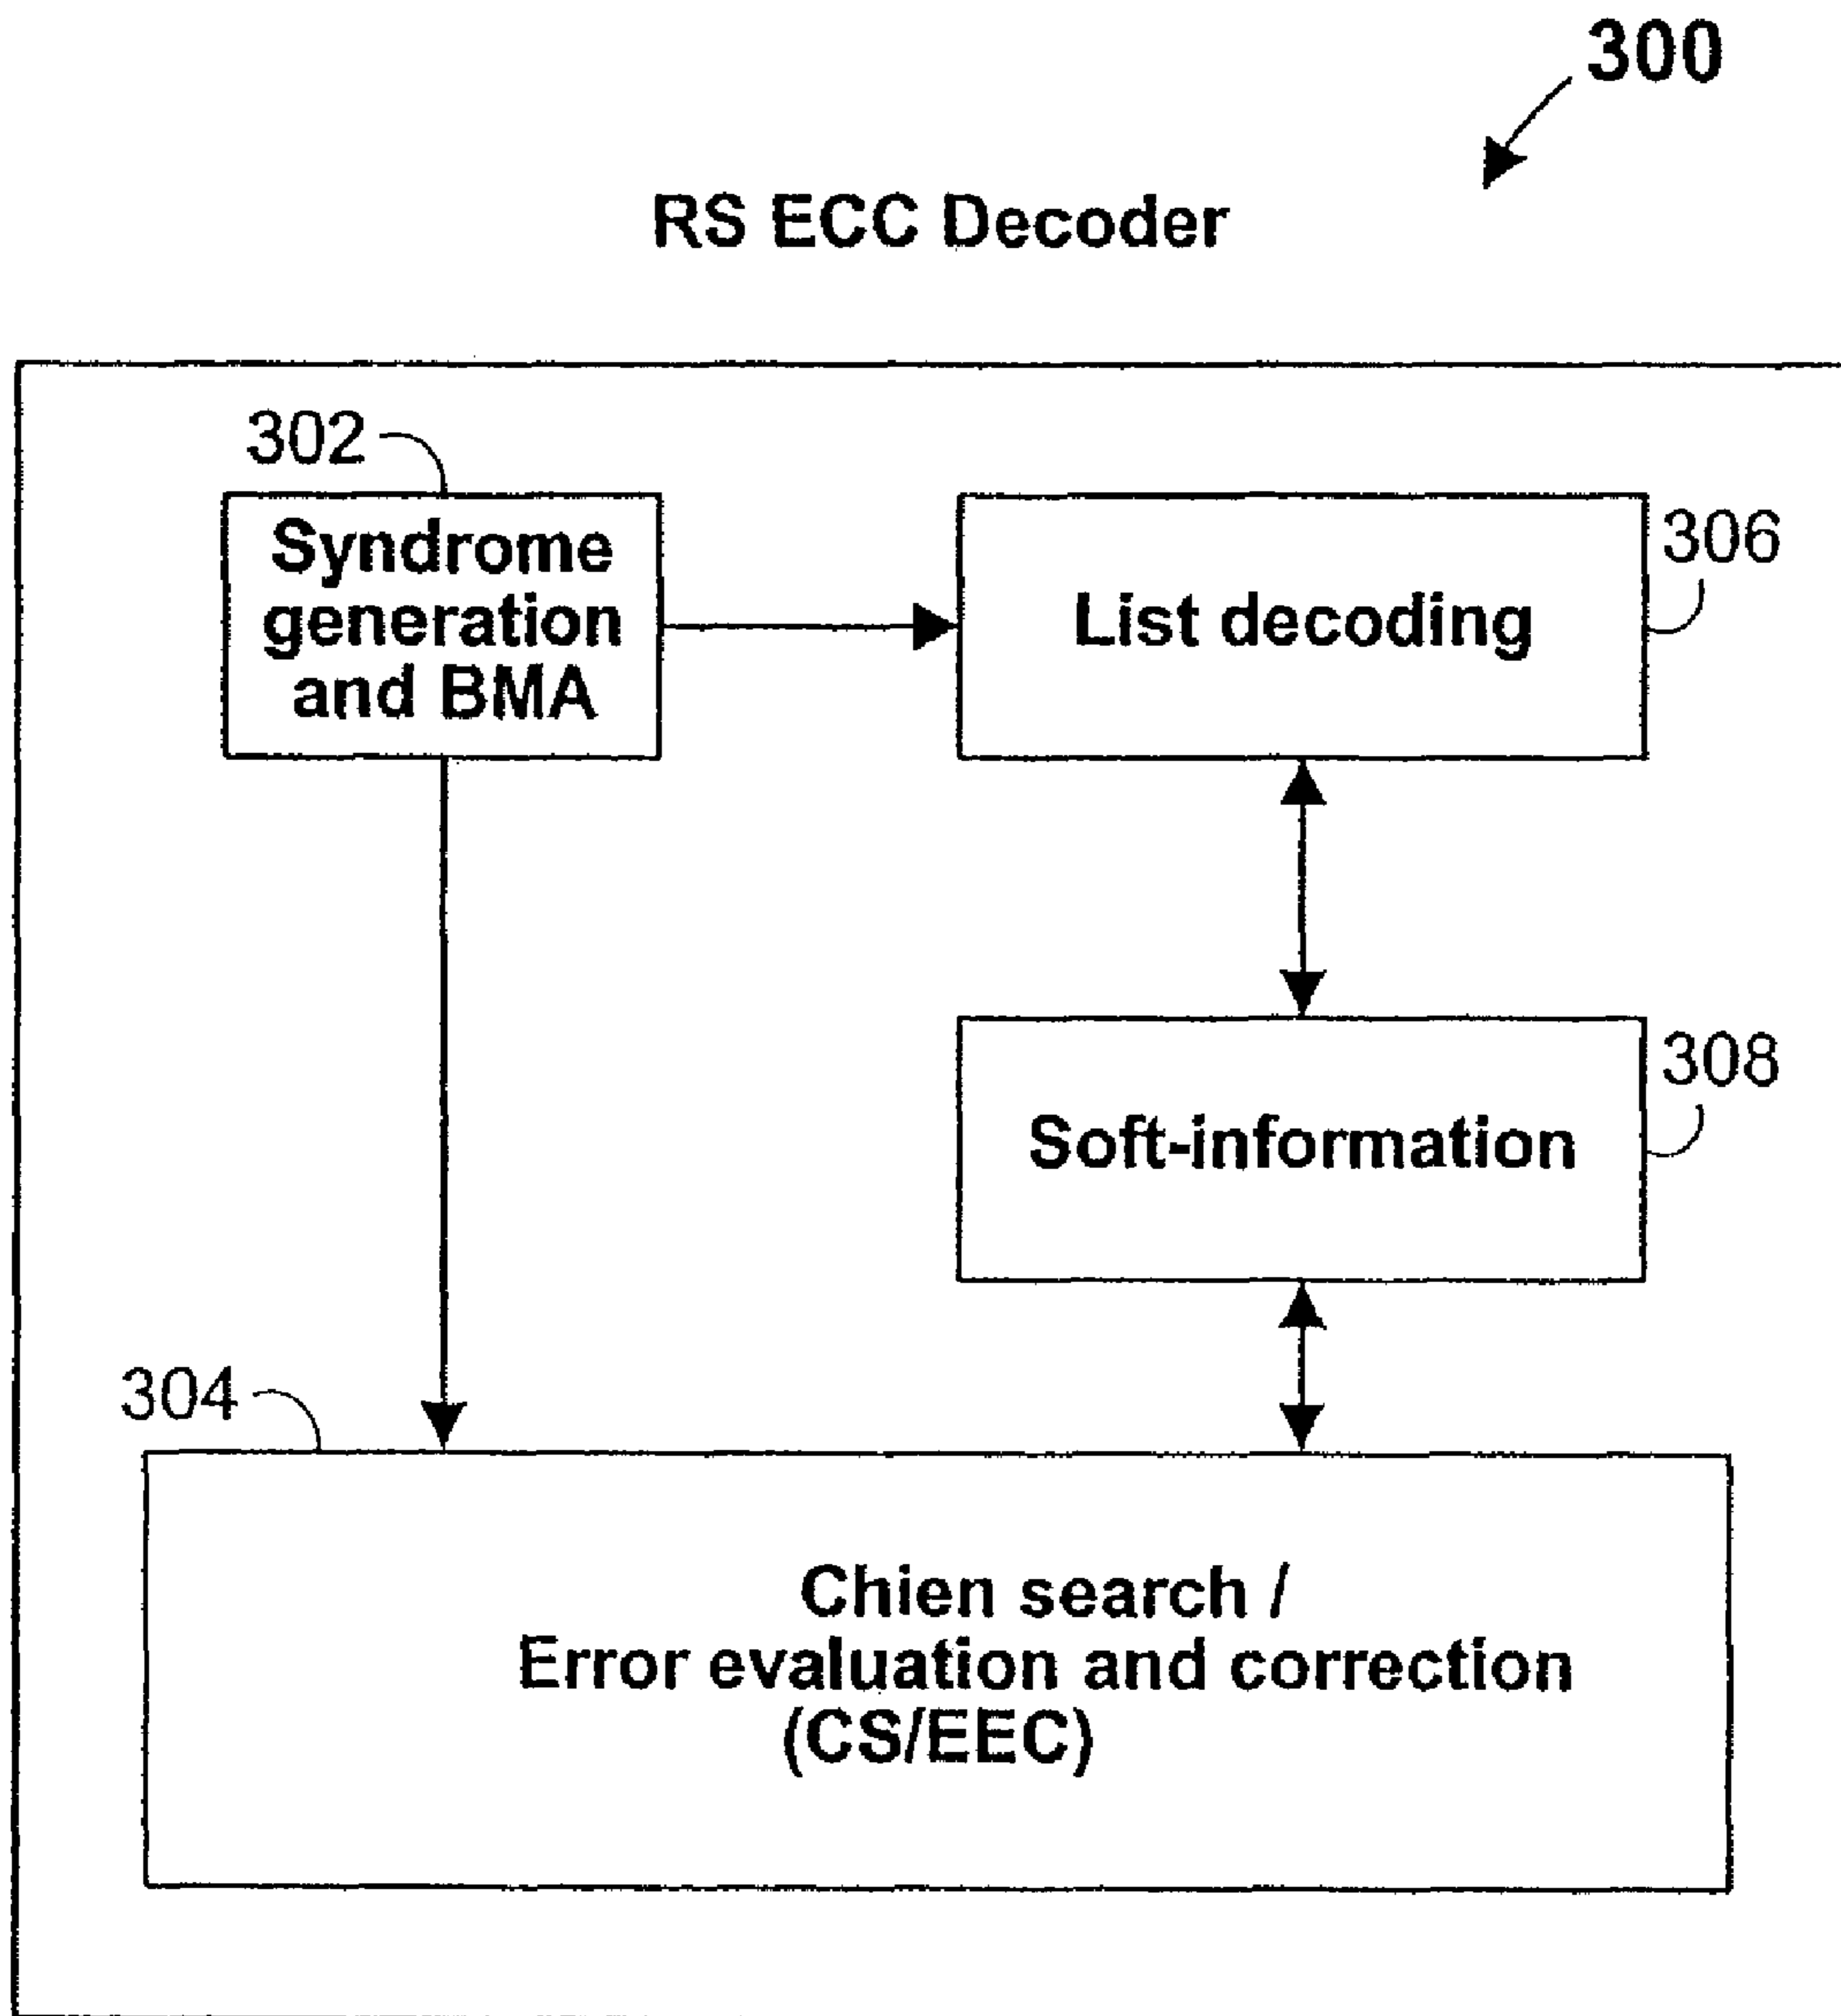 300
RS ECC Decoder
302
Syndrome
generation
and BMA
List decoding
306
Soft-information
308
304
Chien search /
Error evaluation and correction
(CS/EEC)